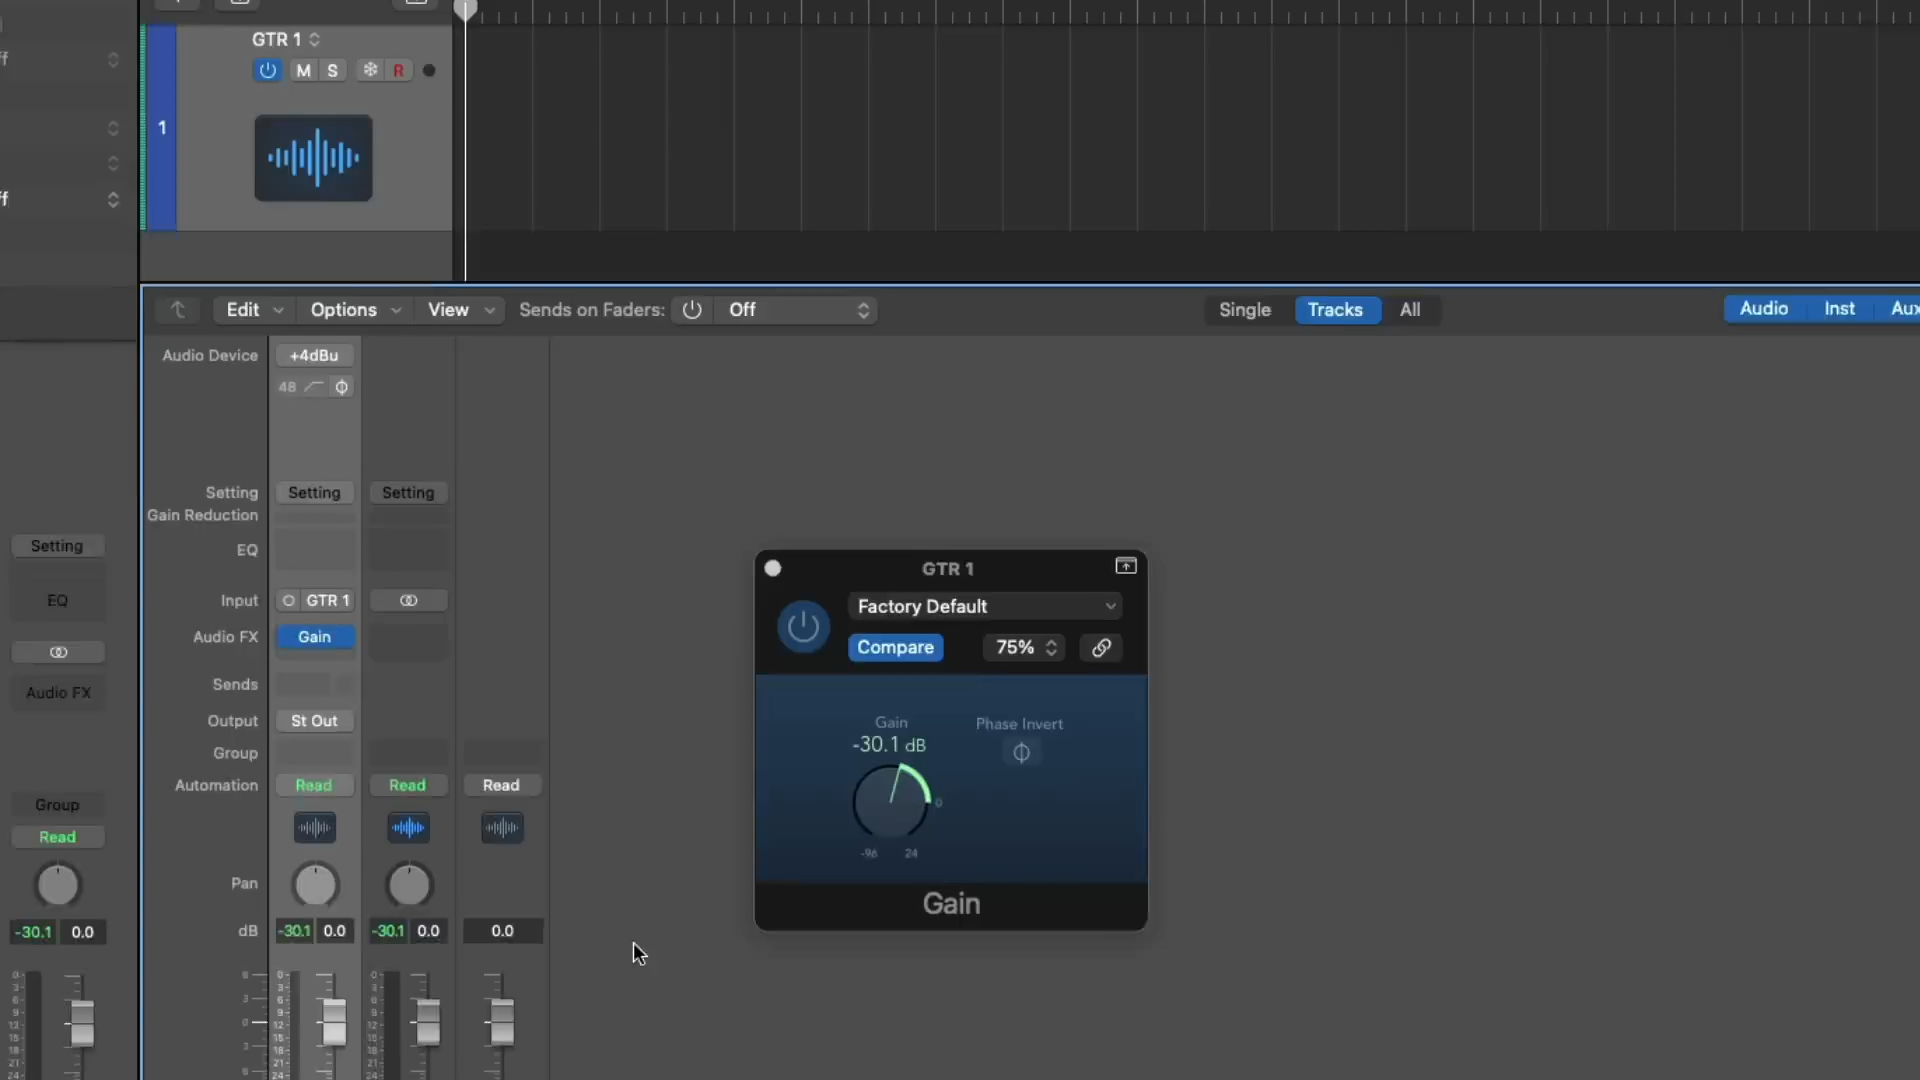 GTR 1
M S R
ff
1
ff
Edit Options View Sends on Faders: Off Single Tracks All Audio Inst Aux
Audio Device +4dBu
48
Setting Setting Setting
Gain Reduction
EQ
Input GTR 1
Audio FX Gain
Sends
Output St Out
Group
Automation Read Read Read
Pan
dB -30.1 0.0 -30.1 0.0 0.0
Setting
EQ
Audio FX
Group
Read
-30.1 0.0
GTR 1
Factory Default
Compare 75%
Gain Phase Invert
-30.1 dB
0
-96 24
Gain